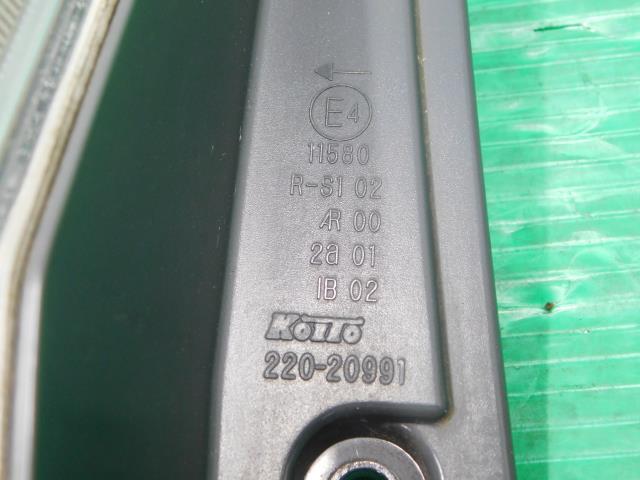 ←
E4
11580
R-S1 02
AR 00
2a 01
IB 02
KOITO
220-20991